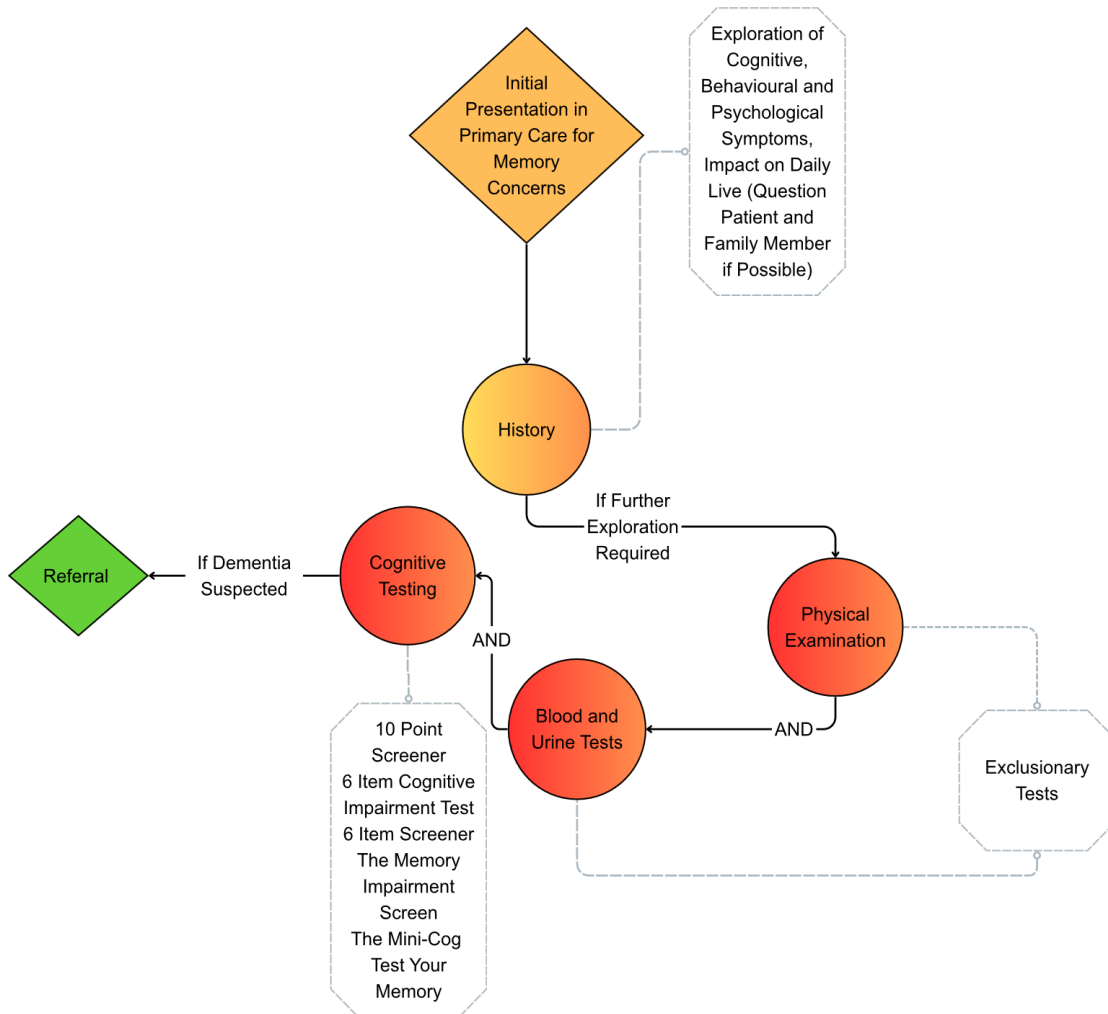 Initial
Presentation in
Primary Care for
Memory
Concerns
Exploration of
Cognitive,
Behavioural and
Psychological
Symptoms,
Impact on Daily
Live (Question
Patient and
Family Member
if Possible)
History
If Further
Exploration
Required
Physical
Examination
AND
Exclusionary
Tests
Blood and
Urine Tests
AND
Cognitive
Testing
10 Point
Screener
6 Item Cognitive
Impairment Test
6 Item Screener
The Memory
Impairment
Screen
The Mini-Cog
Test Your
Memory
If Dementia
Suspected
Referral